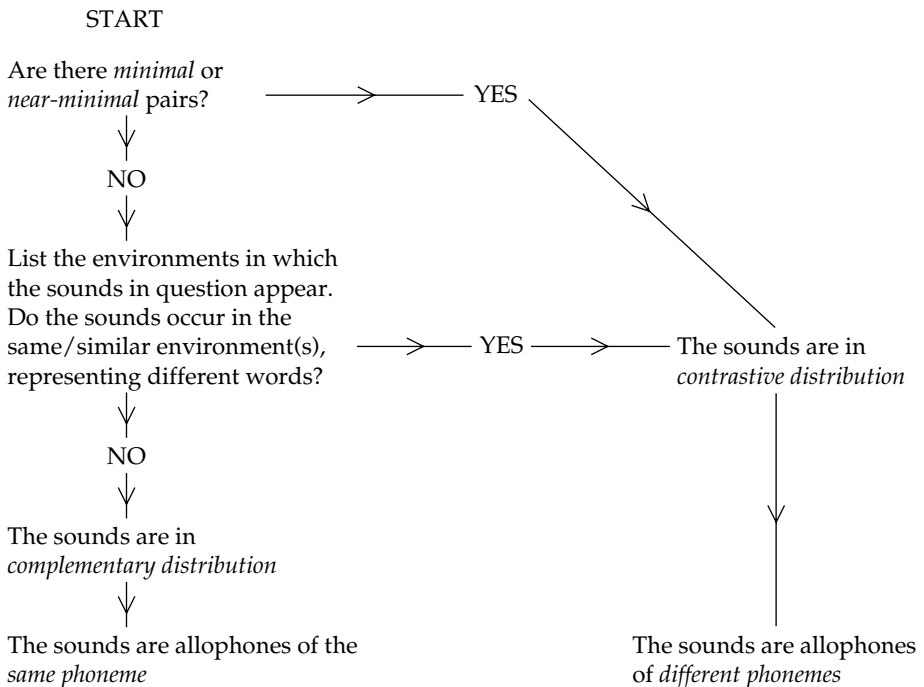 START
Are there minimal or
near-minimal pairs?
YES
NO
List the environments in which
the sounds in question appear.
Do the sounds occur in the
same/similar environment(s),
representing different words?
YES
The sounds are in
contrastive distribution
NO
The sounds are in
complementary distribution
The sounds are allophones of the
same phoneme
The sounds are allophones
of different phonemes